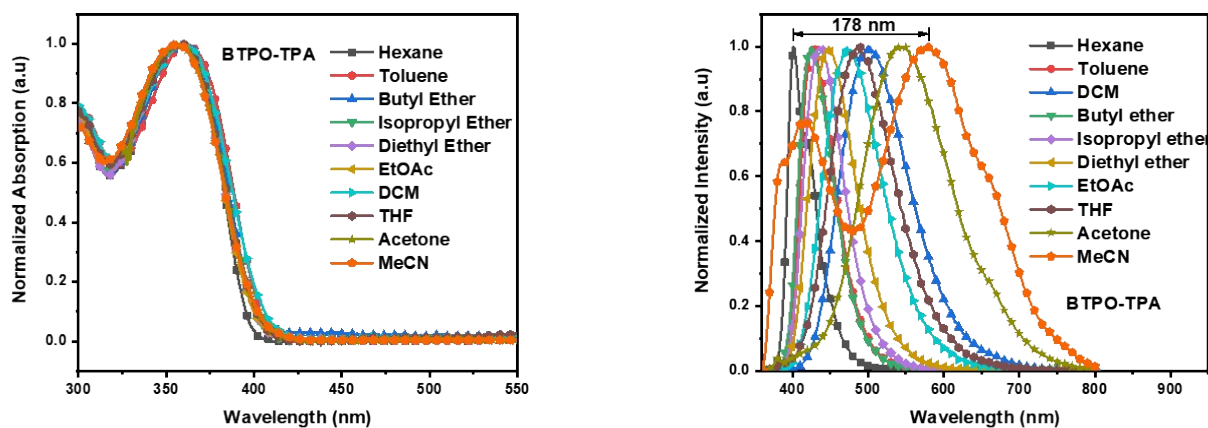 BTPO-TPA
Hexane
Toluene
Butyl Ether
Isopropyl Ether
Diethyl Ether
EtOAc
DCM
THF
Acetone
MeCN
Normalized Absorption (a.u)
1.0
0.8
0.6
0.4
0.2
0.0
300
350
400
450
500
550
Wavelength (nm)
178 nm
Hexane
Toluene
DCM
Butyl ether
Isopropyl ether
Diethyl ether
EtOAc
THF
Acetone
MeCN
BTPO-TPA
Normalized Intensity (a.u)
1.0
0.8
0.6
0.4
0.2
0.0
400
500
600
700
800
900
Wavelength (nm)